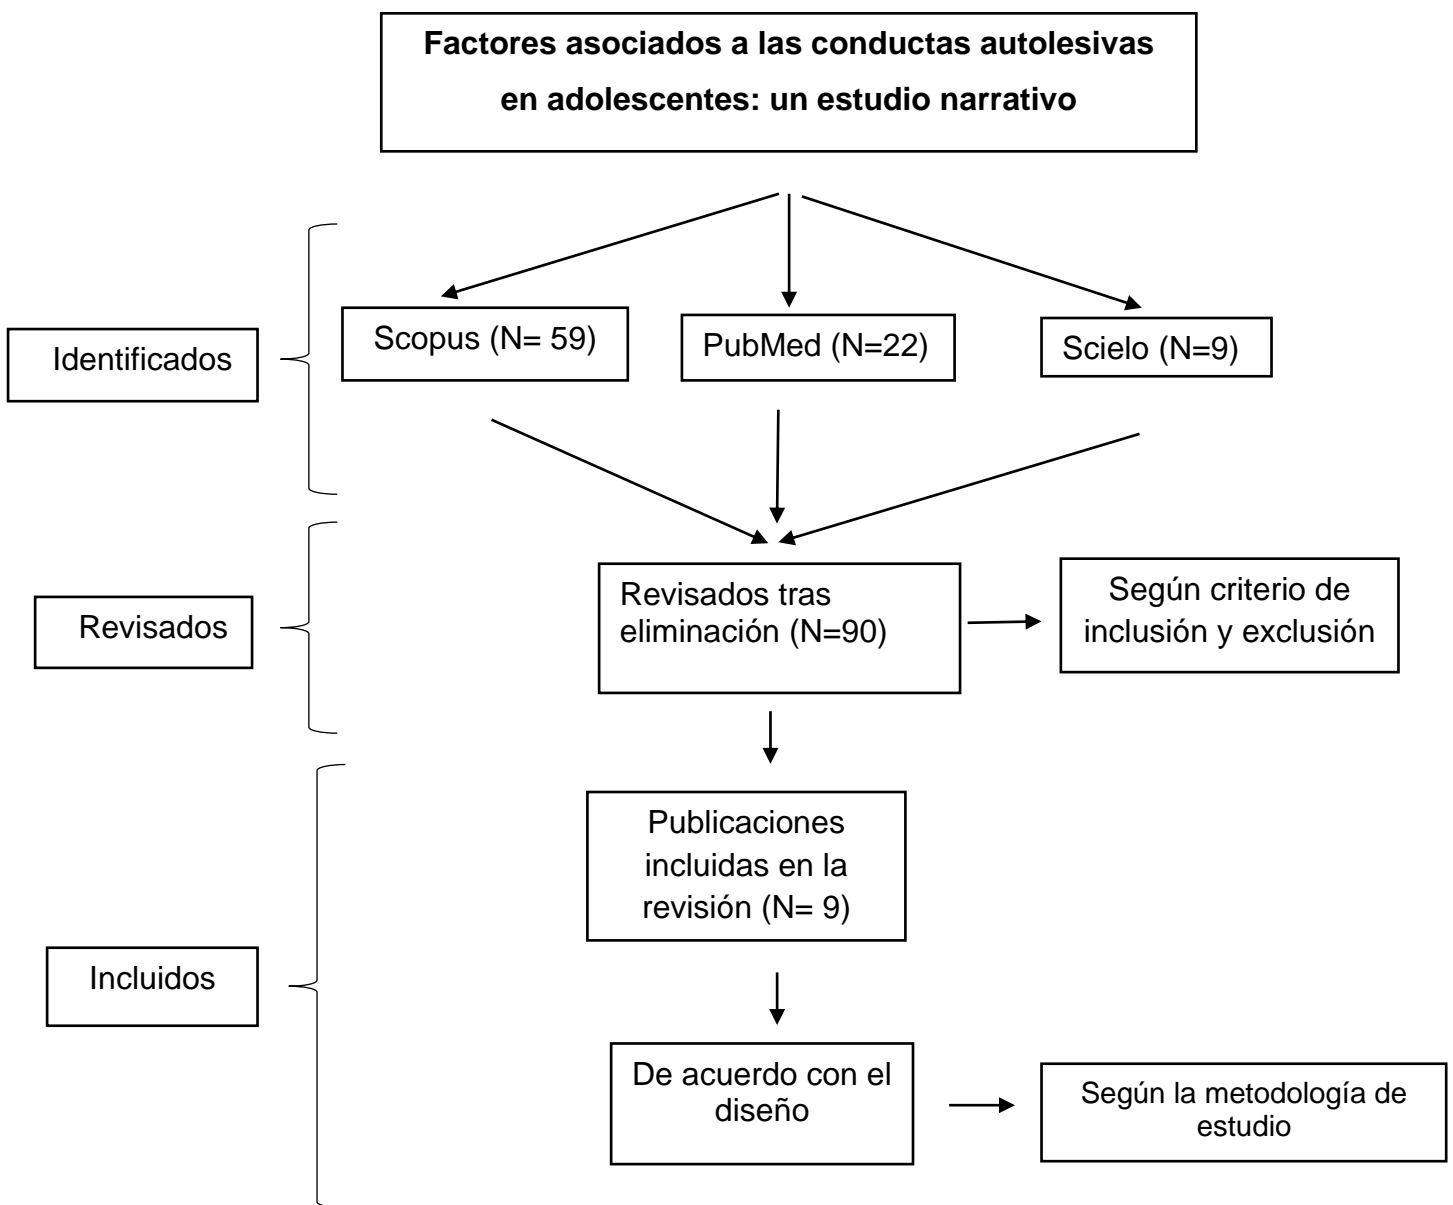 Factores asociados a las conductas autolesivas
en adolescentes: un estudio narrativo
Identificados
Scopus (N= 59)
PubMed (N=22)
Scielo (N=9)
Revisados
Revisados tras
eliminación (N=90)
Según criterio de
inclusión y exclusión
Publicaciones
incluidas en la
revisión (N= 9)
Incluidos
De acuerdo con el
diseño
Según la metodología de
estudio